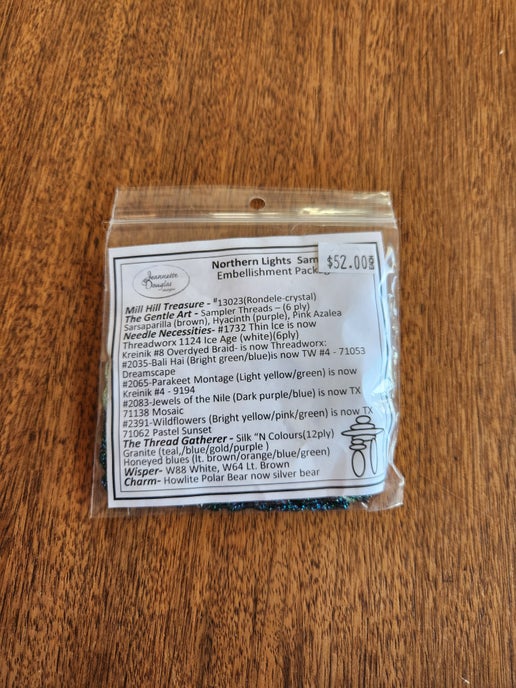 Jeannette
Douglas
designs
Northern Lights Sam
Embellishment Packag
$52.00
Mill Hill Treasure - #13023(Rondele-crystal)
The Gentle Art - Sampler Threads – (6 ply)
Sarsaparilla (brown), Hyacinth (purple), Pink Azalea
Needle Necessities- #1732 Thin Ice is now
Threadworx 1124 Ice Age (white)(6ply)
Kreinik #8 Overdyed Braid- is now Threadworx:
#2035-Bali Hai (Bright green/blue)is now TW #4 - 71053
Dreamscape
#2065-Parakeet Montage (Light yellow/green) is now
Kreinik #4 - 9194
#2083-Jewels of the Nile (Dark purple/blue) is now TX
71138 Mosaic
#2391-Wildflowers (Bright yellow/pink/green) is now TX
71062 Pastel Sunset
The Thread Gatherer - Silk "N Colours(12ply)
Granite (teal,/blue/gold/purple )
Honeyed blues (lt. brown/orange/blue/green)
Wisper- W88 White, W64 Lt. Brown
Charm- Howlite Polar Bear now silver bear